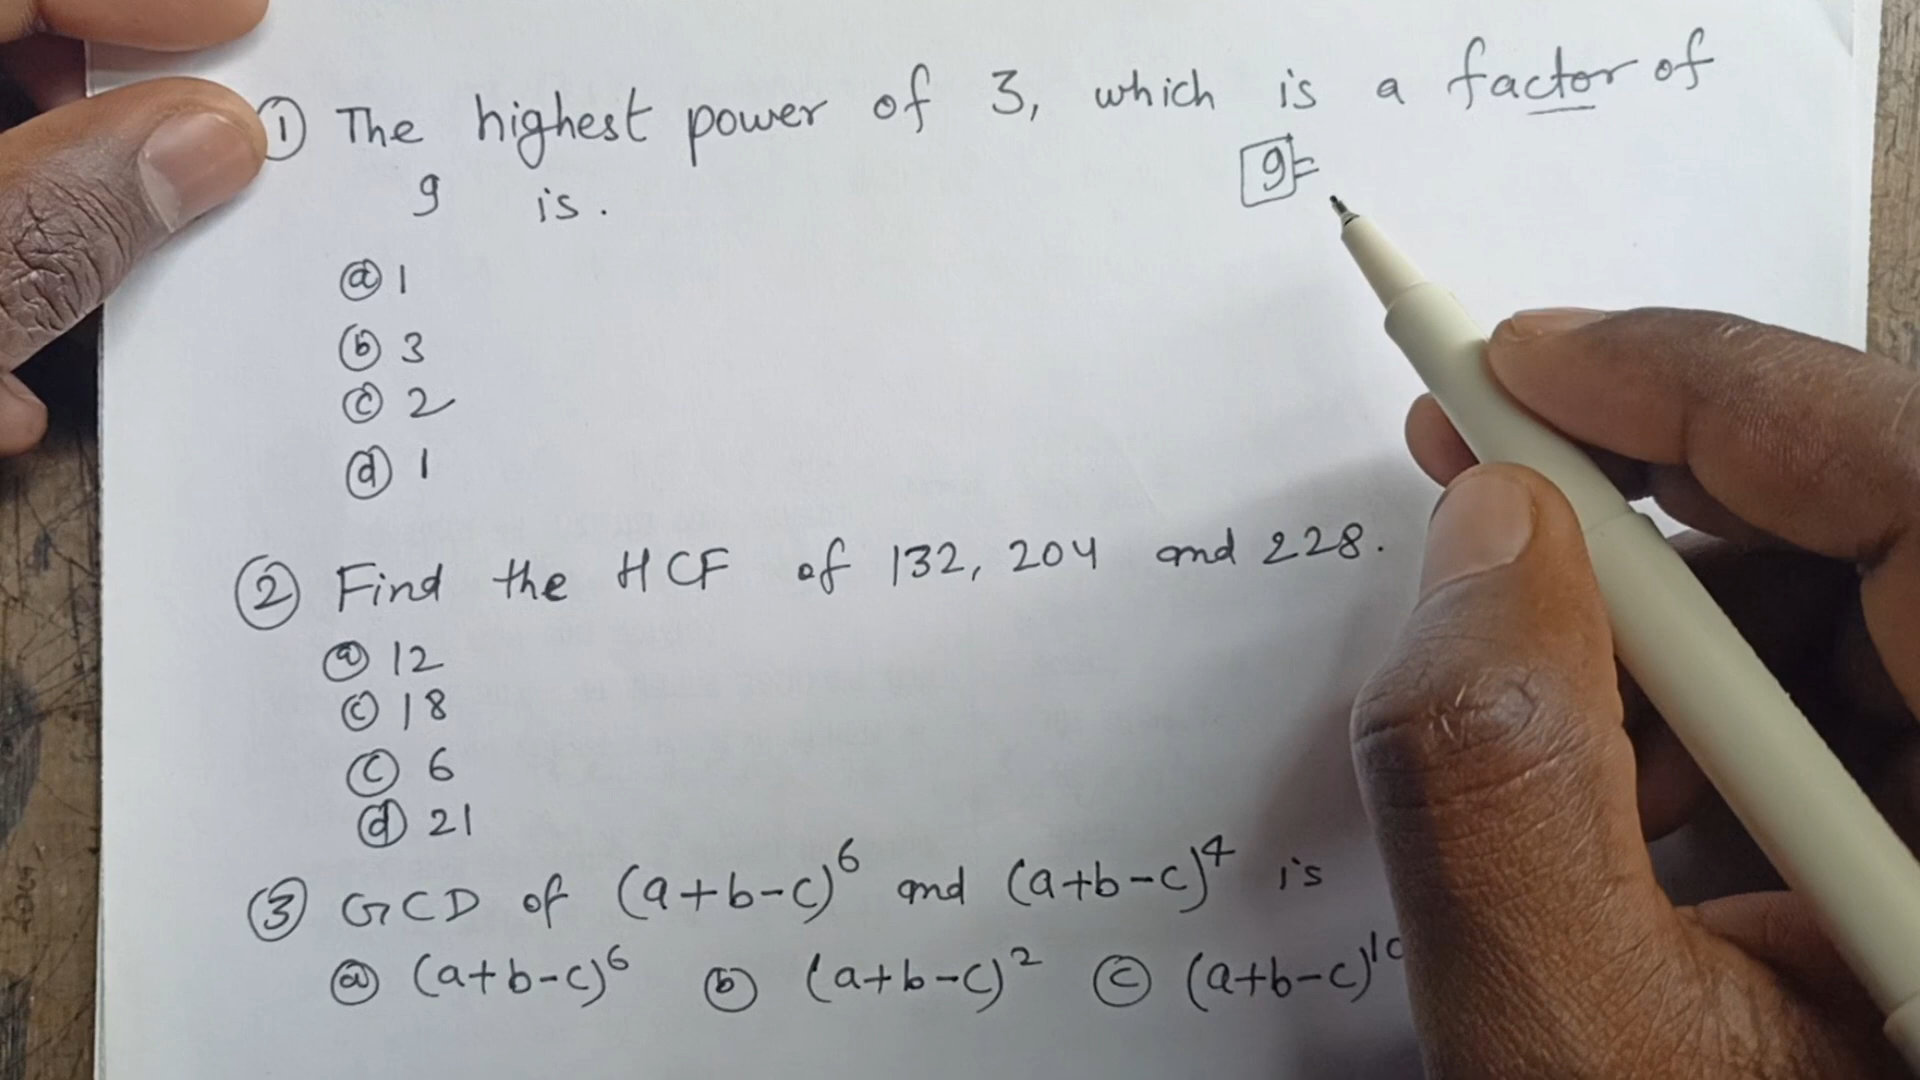 ① The highest power of 3, which is a factor of
9 is.
9=
ⓐ 1
ⓑ 3
ⓒ 2
ⓓ 1
② Find the HCF of 132, 204 and 228.
ⓐ 12
ⓒ 18
ⓒ 6
ⓓ 21
③ GCD of (a+b-c)⁶ and (a+b-c)⁴ is
ⓐ (a+b-c)⁶ ⓑ (a+b-c)² ⓒ (a+b-c)¹⁰